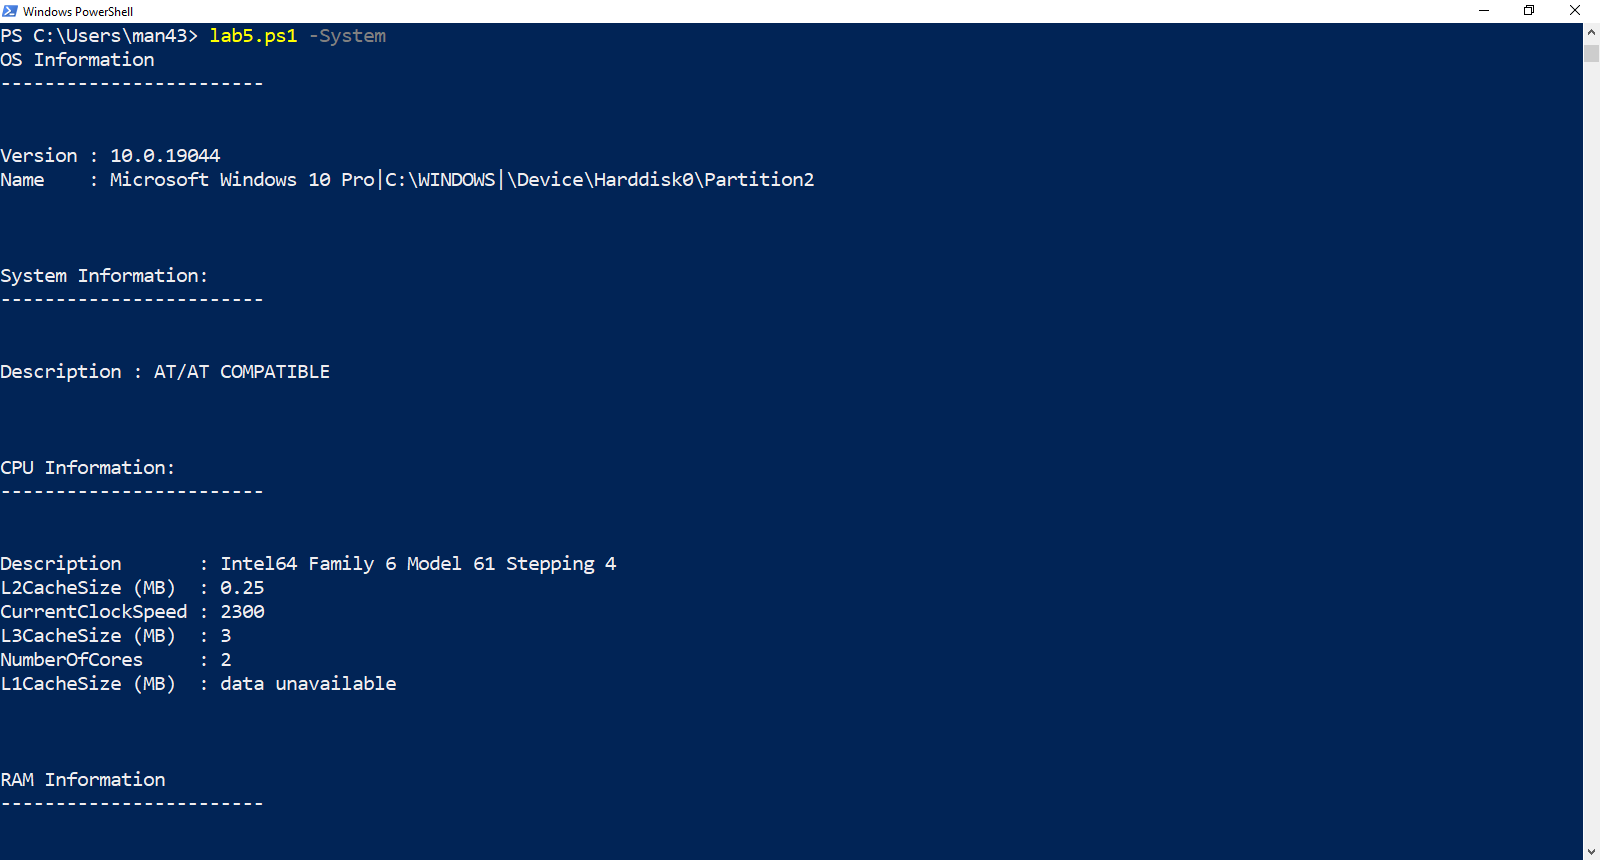 Windows PowerShell
PS C:\Users\man43> lab5.ps1 -System
OS Information
------------------------
Version : 10.0.19044
Name    : Microsoft Windows 10 Pro|C:\WINDOWS|\Device\Harddisk0\Partition2
System Information:
------------------------
Description : AT/AT COMPATIBLE
CPU Information:
------------------------
Description       : Intel64 Family 6 Model 61 Stepping 4
L2CacheSize (MB)  : 0.25
CurrentClockSpeed : 2300
L3CacheSize (MB)  : 3
NumberOfCores     : 2
L1CacheSize (MB)  : data unavailable
RAM Information
------------------------